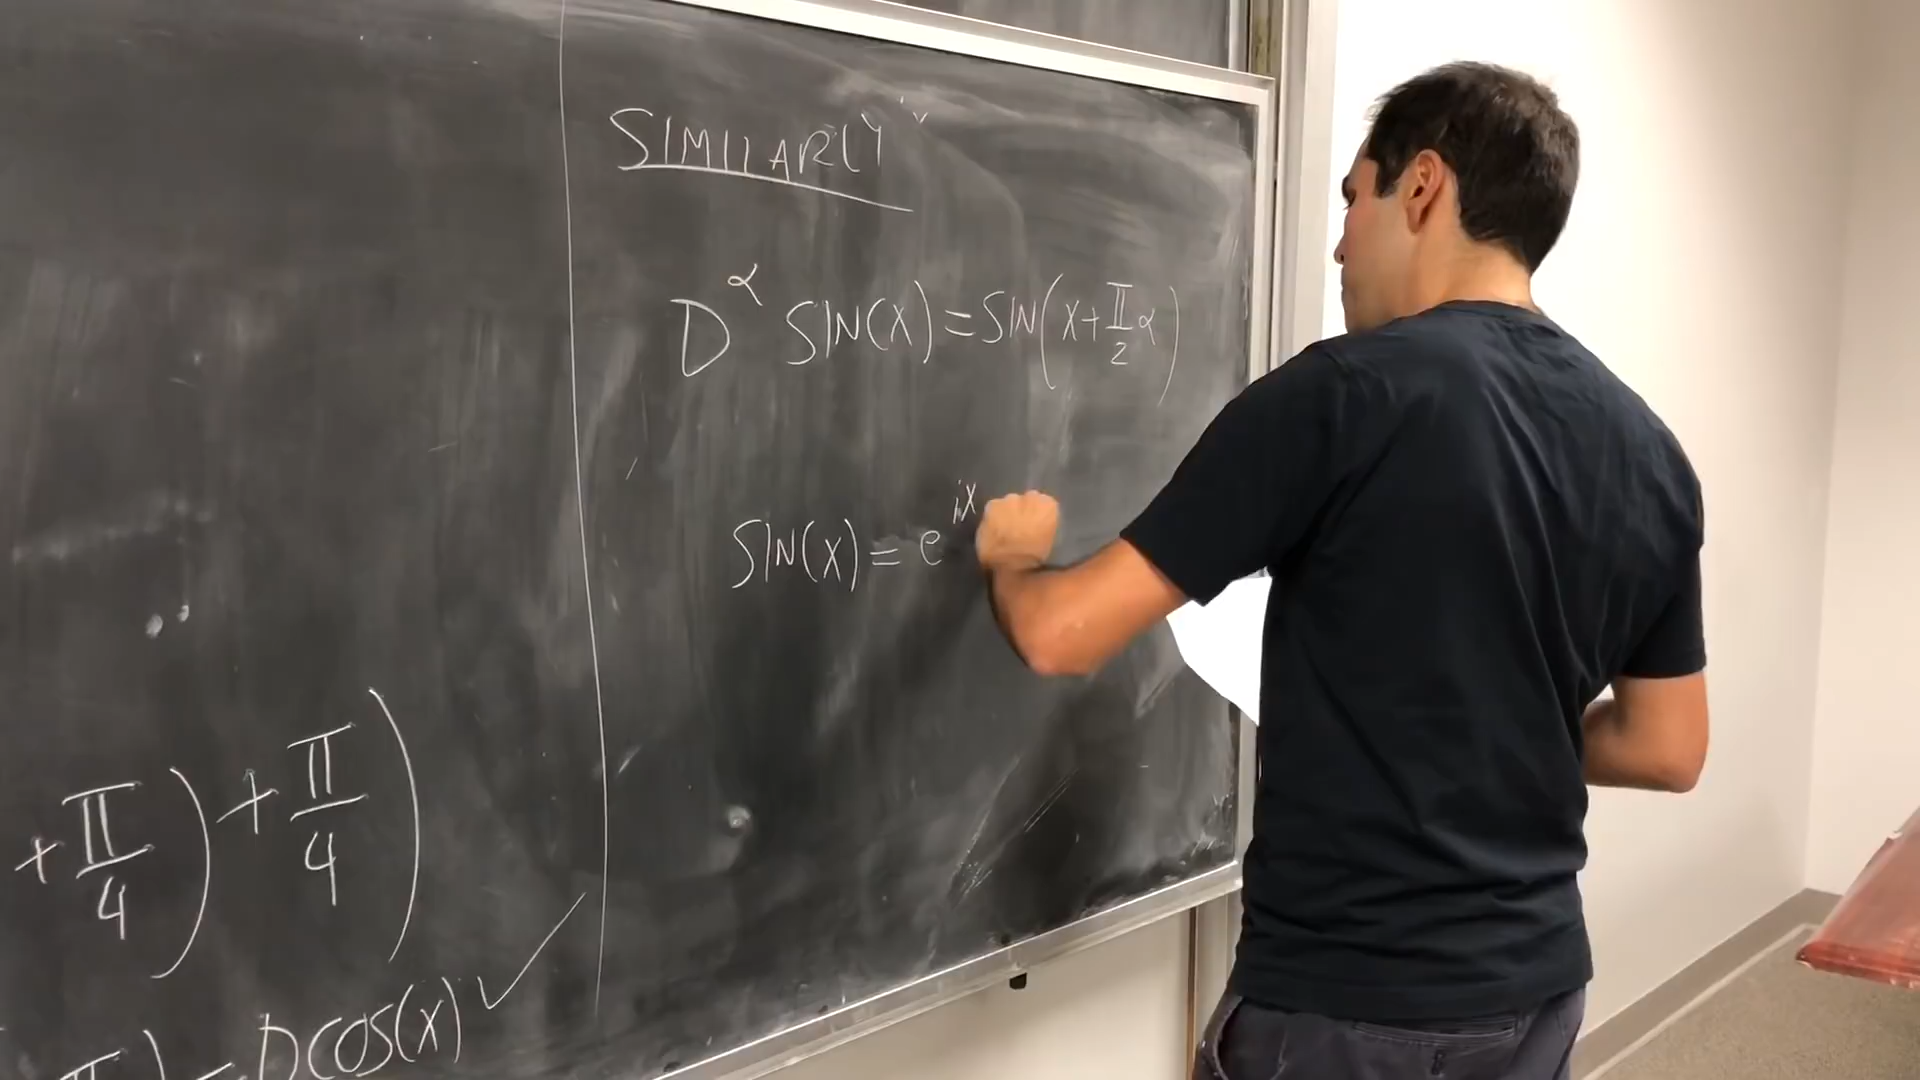 SIMILARLY
D^α SIN(X) = SIN(X + π/2 α)
SIN(X) = e^{iX}
+ π/4) + π/4)
π) = DCOS(X) ✓